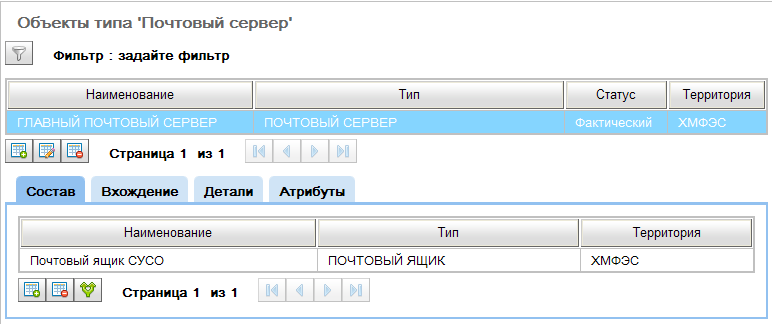 Объекты типа 'Почтовый сервер'
Фильтр : задайте фильтр
Наименование Тип Статус Территория
ГЛАВНЫЙ ПОЧТОВЫЙ СЕРВЕР ПОЧТОВЫЙ СЕРВЕР Фактический ХМФЭС
Страница 1 из 1
Состав Вхождение Детали Атрибуты
Наименование Тип Территория
Почтовый ящик СУСО ПОЧТОВЫЙ ЯЩИК ХМФЭС
Страница 1 из 1